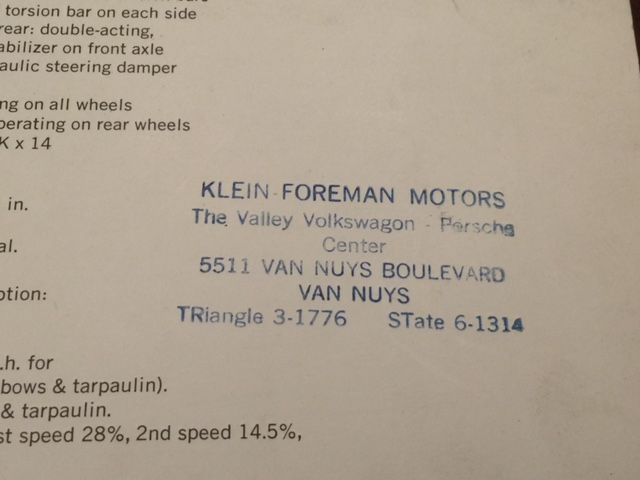 torsion bar on each side
rear: double-acting,
abilizer on front axle
aulic steering damper
ng on all wheels
perating on rear wheels
K x 14
in.
al.
otion:
.h. for
bows & tarpaulin).
& tarpaulin.
st speed 28%, 2nd speed 14.5%,
KLEIN-FOREMAN MOTORS
The Valley Volkswagon - Porsche
Center
5511 VAN NUYS BOULEVARD
VAN NUYS
TRiangle 3-1776 STate 6-1314